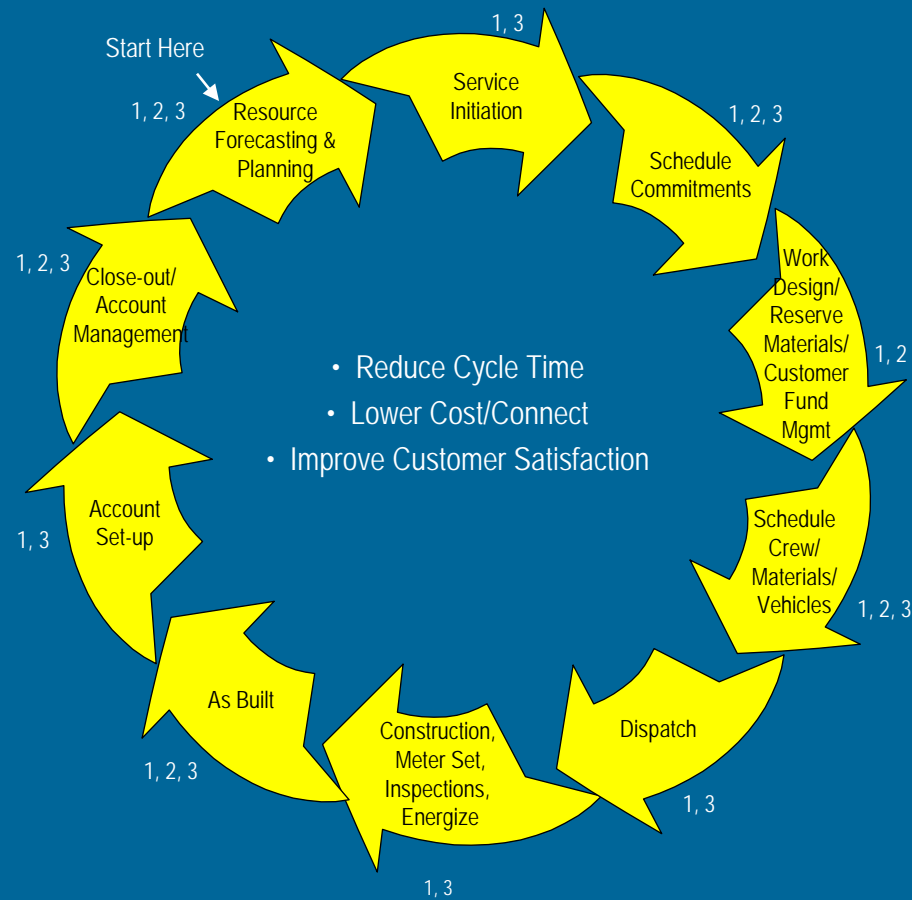 Start Here
1, 2, 3
Resource
Forecasting &
Planning
1, 3
Service
Initiation
1, 2, 3
Schedule
Commitments
Work
Design/
Reserve
Materials/
Customer
Fund
Mgmt
1, 2
Schedule
Crew/
Materials/
Vehicles
1, 2, 3
Dispatch
1, 3
Construction,
Meter Set,
Inspections,
Energize
1, 3
As Built
1, 2, 3
Account
Set-up
1, 3
Close-out/
Account
Management
1, 2, 3
• Reduce Cycle Time
• Lower Cost/Connect
• Improve Customer Satisfaction